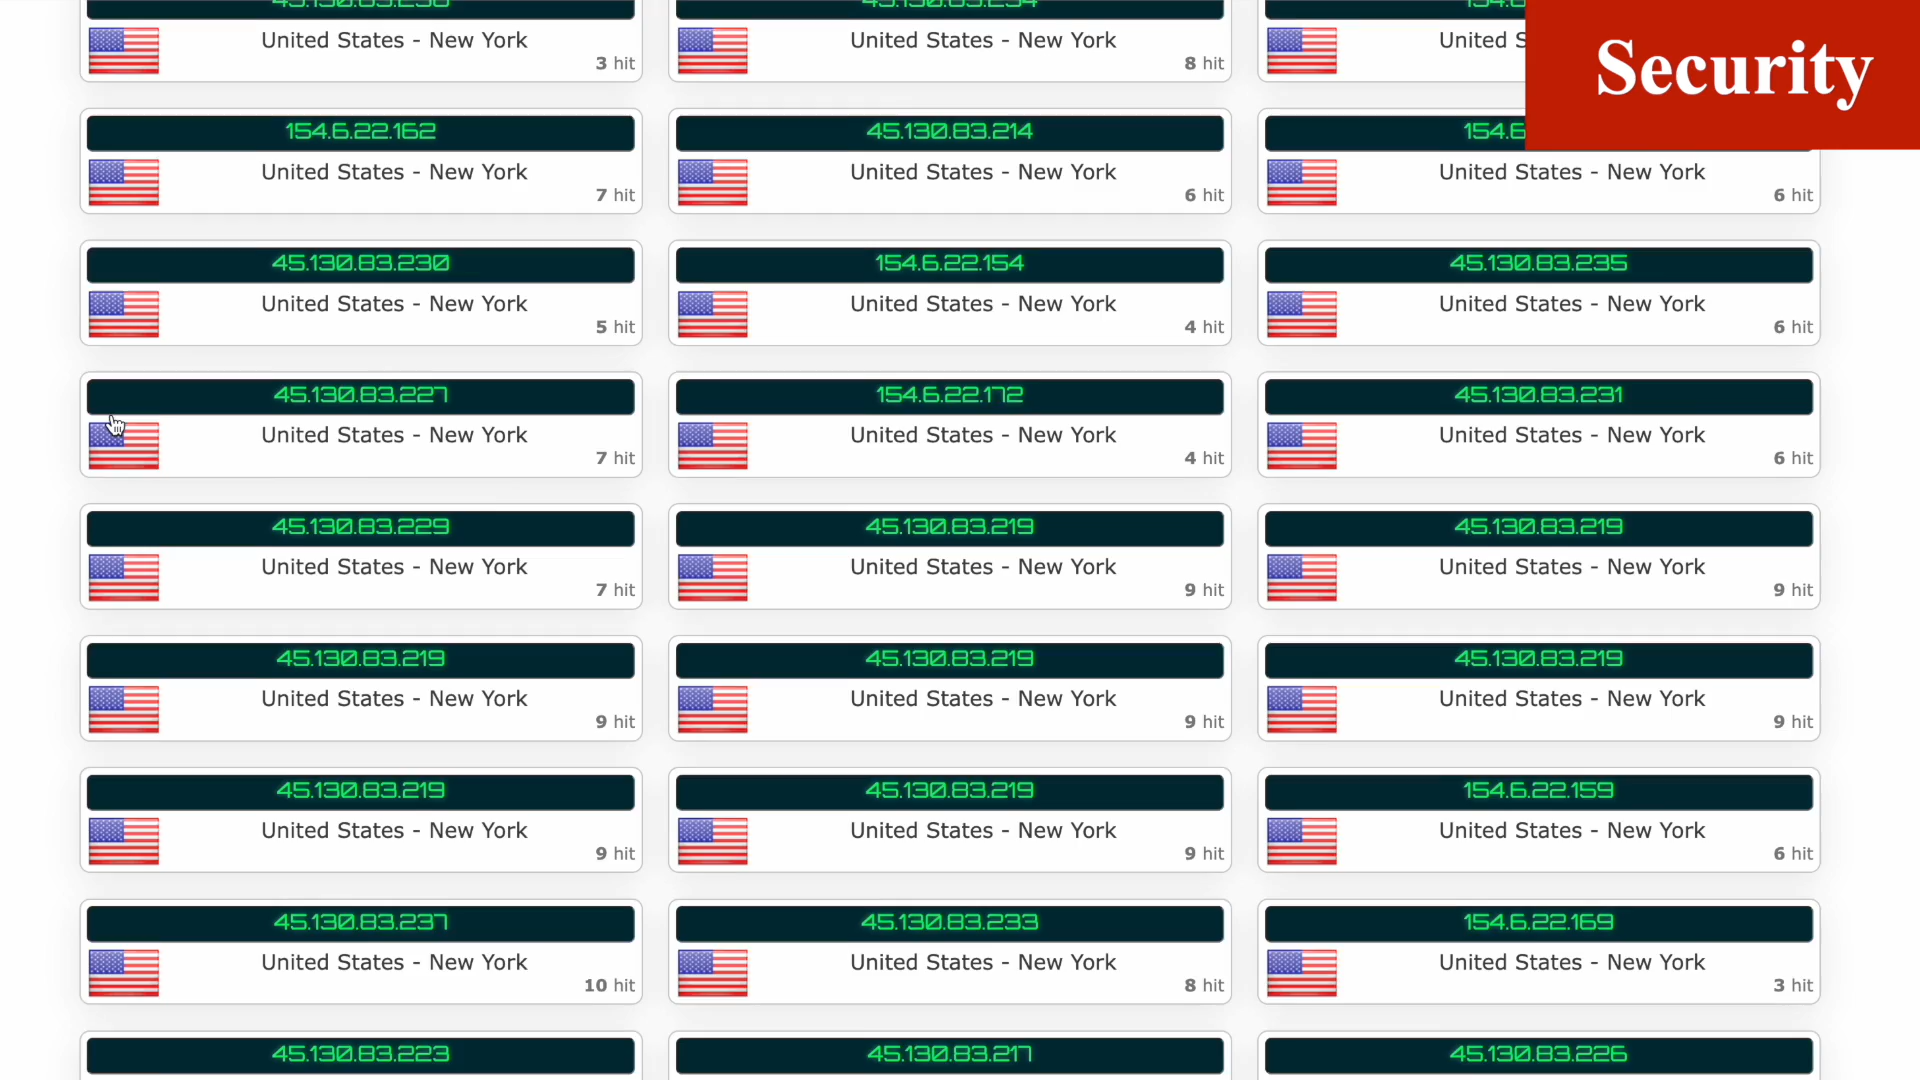 45.130.83.236
45.130.83.234
United States - New York
United States - New York
United S
3 hit
8 hit
Security
154.6.22.162
45.130.83.214
154.6
United States - New York
United States - New York
United States - New York
7 hit
6 hit
6 hit
45.130.83.230
154.6.22.154
45.130.83.235
United States - New York
United States - New York
United States - New York
5 hit
4 hit
6 hit
45.130.83.227
154.6.22.172
45.130.83.231
United States - New York
United States - New York
United States - New York
7 hit
4 hit
6 hit
45.130.83.229
45.130.83.219
45.130.83.219
United States - New York
United States - New York
United States - New York
7 hit
9 hit
9 hit
45.130.83.219
45.130.83.219
45.130.83.219
United States - New York
United States - New York
United States - New York
9 hit
9 hit
9 hit
45.130.83.219
45.130.83.219
154.6.22.159
United States - New York
United States - New York
United States - New York
9 hit
9 hit
6 hit
45.130.83.237
45.130.83.233
154.6.22.169
United States - New York
United States - New York
United States - New York
10 hit
8 hit
3 hit
45.130.83.223
45.130.83.217
45.130.83.226